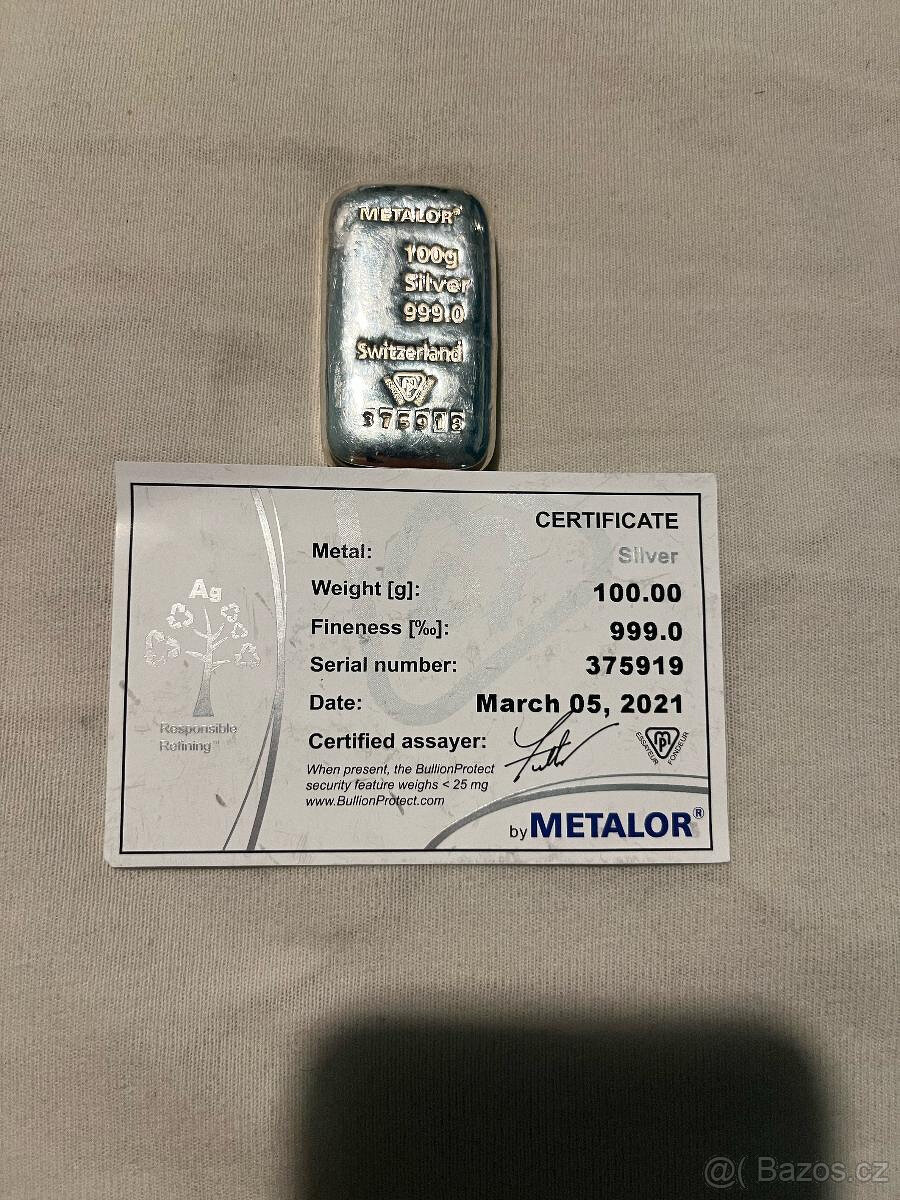 METALOR®
100g
Silver
999.0
Switzerland
CERTIFICATE
Metal: Silver
Weight [g]: 100.00
Fineness [‰]: 999.0
Serial number: 375919
Date: March 05, 2021
Certified assayer:
ESSAYEUR FONDEUR
When present, the BullionProtect
security feature weighs < 25 mg
www.BullionProtect.com
Ag
Responsible
Refining™
by METALOR®
@( Bazos.cz